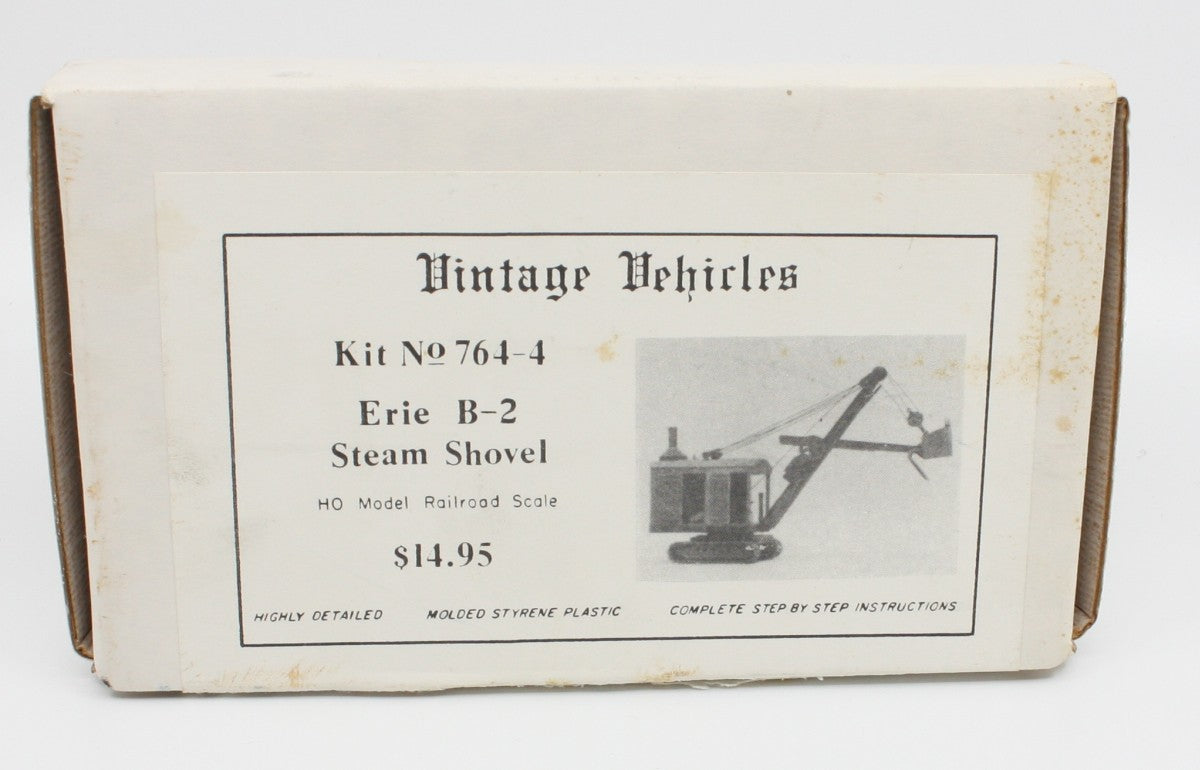 Vintage Vehicles
Kit No 764-4
Erie B-2
Steam Shovel
HO Model Railroad Scale
$14.95
HIGHLY DETAILED MOLDED STYRENE PLASTIC COMPLETE STEP BY STEP INSTRUCTIONS